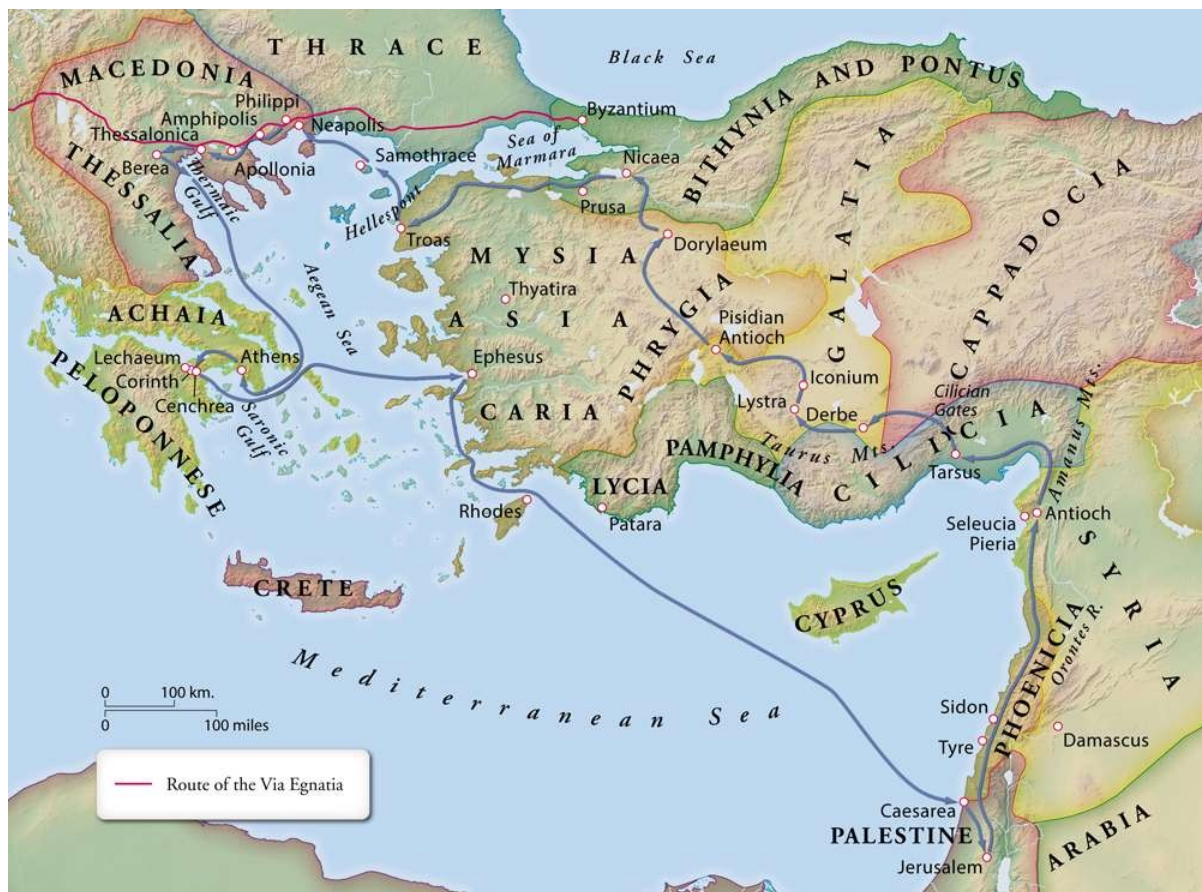 THRACE
Black Sea
MACEDONIA
BITHYNIA AND PONTUS
Philippi
Byzantium
Amphipolis
Neapolis
Thessalonica
Sea of
Marmara
Samothrace
Nicaea
Berea
Apollonia
Thermaic
Gulf
THESSALIA
Hellespont
Prusa
GALATIA
CAPPADOCIA
Troas
Dorylaeum
MYSIA
Thyatira
Aegean Sea
ASIA
PHRYGIA
Pisidian
Antioch
ACHAIA
Lechaeum
Athens
Ephesus
Corinth
Iconium
Cilician
Gates
Cenchrea
CARIA
Lystra
Derbe
Saronic
Gulf
PELOPONNESE
Taurus Mts.
CILICIA
Amanus Mts.
PAMPHYLIA
Tarsus
LYCIA
Rhodes
Patara
Seleucia
Pieria
Antioch
SYRIA
CRETE
CYPRUS
Mediterranean Sea
PHOENICIA
Orontes R.
0 100 km.
0 100 miles
Sidon
Tyre
Damascus
Route of the Via Egnatia
Caesarea
PALESTINE
ARABIA
Jerusalem